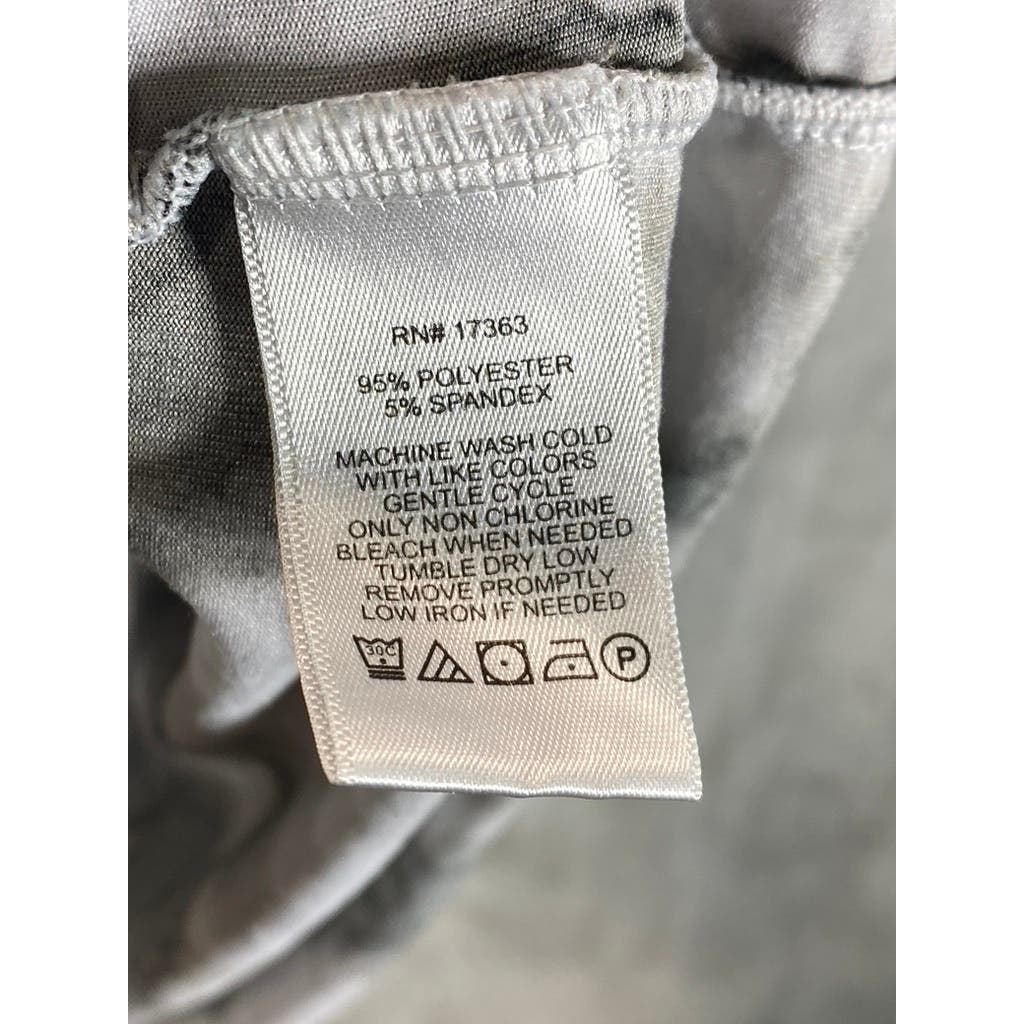 RN# 17363
95% POLYESTER
5% SPANDEX
MACHINE WASH COLD
WITH LIKE COLORS
GENTLE CYCLE
ONLY NON CHLORINE
BLEACH WHEN NEEDED
TUMBLE DRY LOW
REMOVE PROMPTLY
LOW IRON IF NEEDED
30C P